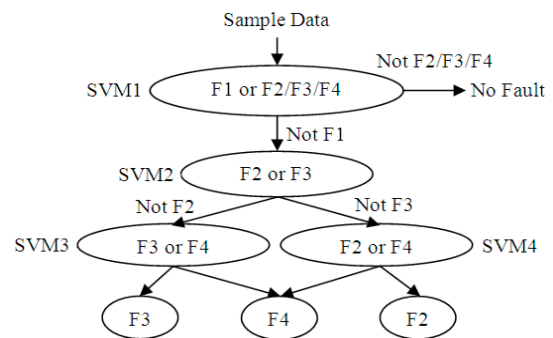 Sample Data
Not F2/F3/F4
SVM1
F1 or F2/F3/F4
No Fault
Not F1
SVM2
F2 or F3
Not F2
Not F3
SVM3
F3 or F4
F2 or F4
SVM4
F3
F4
F2